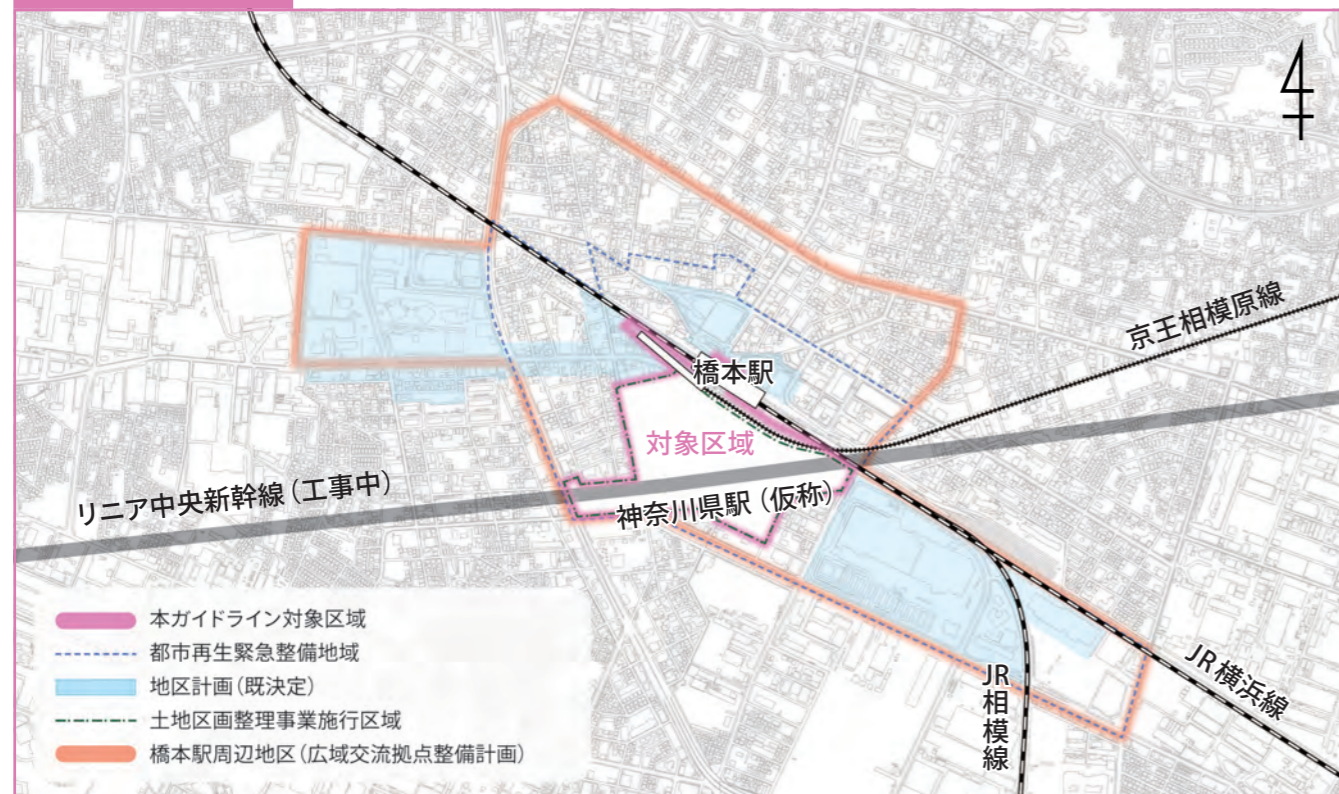 京王相模原線
橋本駅
対象区域
リニア中央新幹線（工事中）
神奈川県駅（仮称）
JR相模線
JR横浜線
本ガイドライン対象区域
都市再生緊急整備地域
地区計画（既決定）
土地区画整理事業施行区域
橋本駅周辺地区（広域交流拠点整備計画）